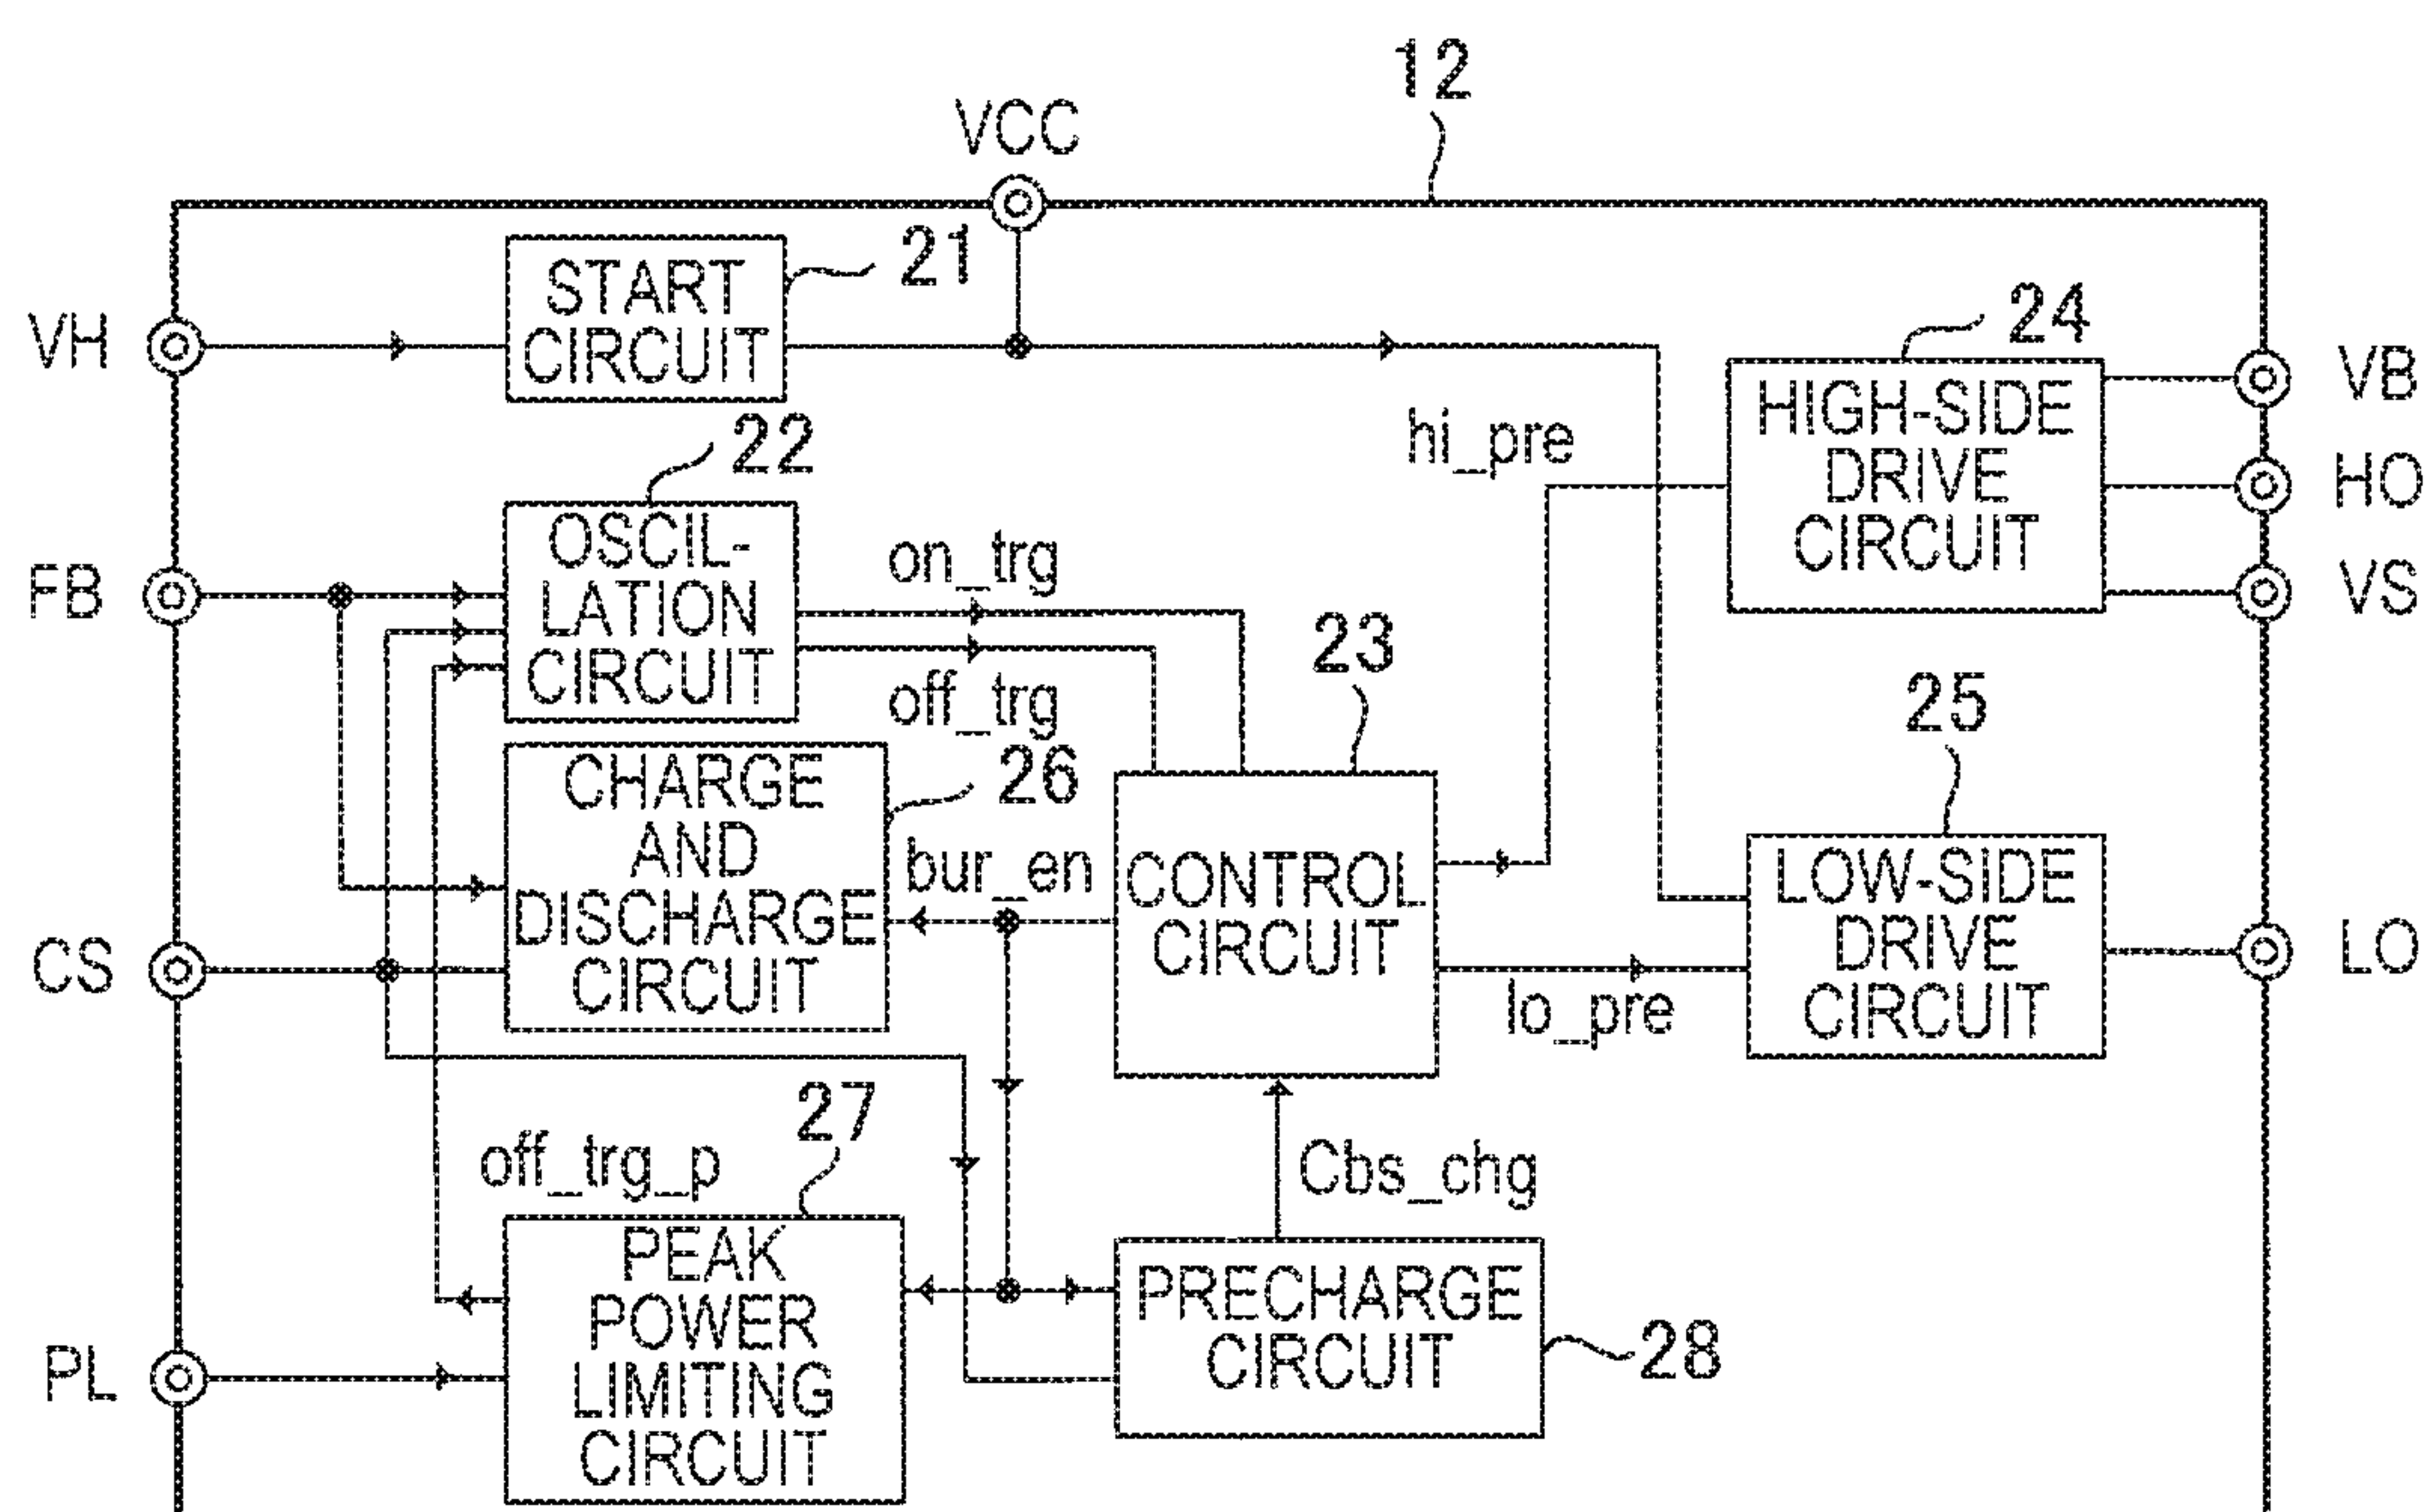 12
VCC
21
START
CIRCUIT
VH
24
VB
HIGH-SIDE
DRIVE
CIRCUIT
hi_pre
HO
VS
22
OSCIL-
LATION
CIRCUIT
FB
on_trg
off_trg
23
25
26
CHARGE
AND
DISCHARGE
CIRCUIT
bur_en
CONTROL
CIRCUIT
LOW-SIDE
DRIVE
CIRCUIT
CS
LO
lo_pre
27
off_trg_p
Cbs_chg
PEAK
POWER
LIMITING
CIRCUIT
PRECHARGE
CIRCUIT
28
PL